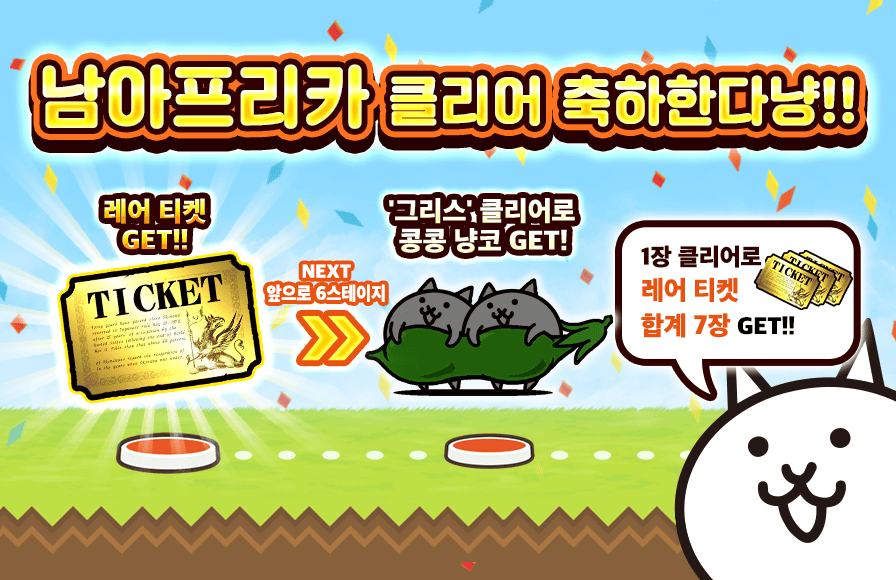 남아프리카 클리어 축하한다냥!!
레어 티켓
GET!!
TICKET
NEXT
앞으로 6스테이지
'그리스' 클리어로
콩콩 냥코 GET!
1장 클리어로
레어 티켓
합계 7장 GET!!
TICKET